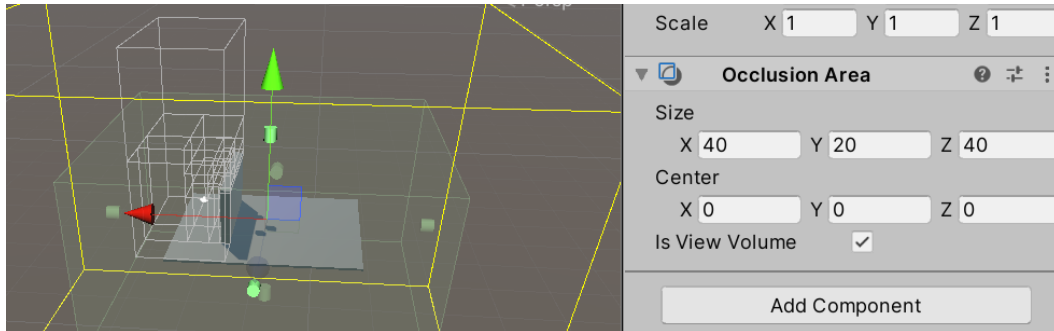 < Persp
Scale X 1 Y 1 Z 1
Occlusion Area
Size
X 40 Y 20 Z 40
Center
X 0 Y 0 Z 0
Is View Volume
Add Component